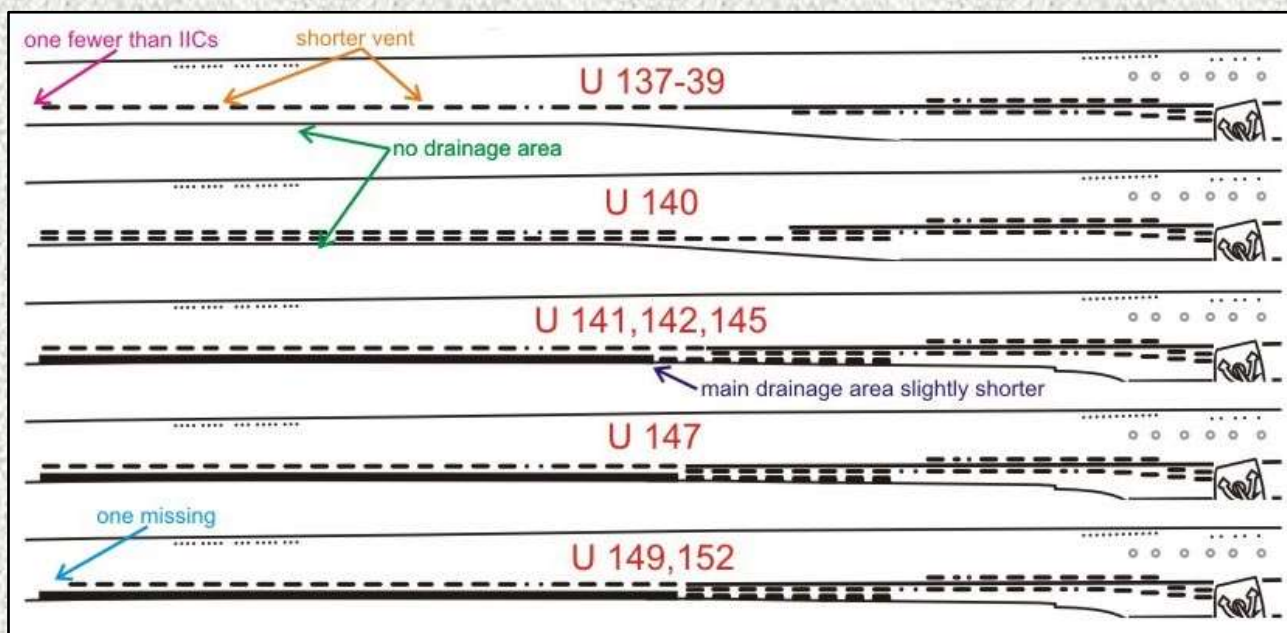 one fewer than IICs
shorter vent
U 137-39
no drainage area
U 140
U 141,142,145
main drainage area slightly shorter
U 147
one missing
U 149,152